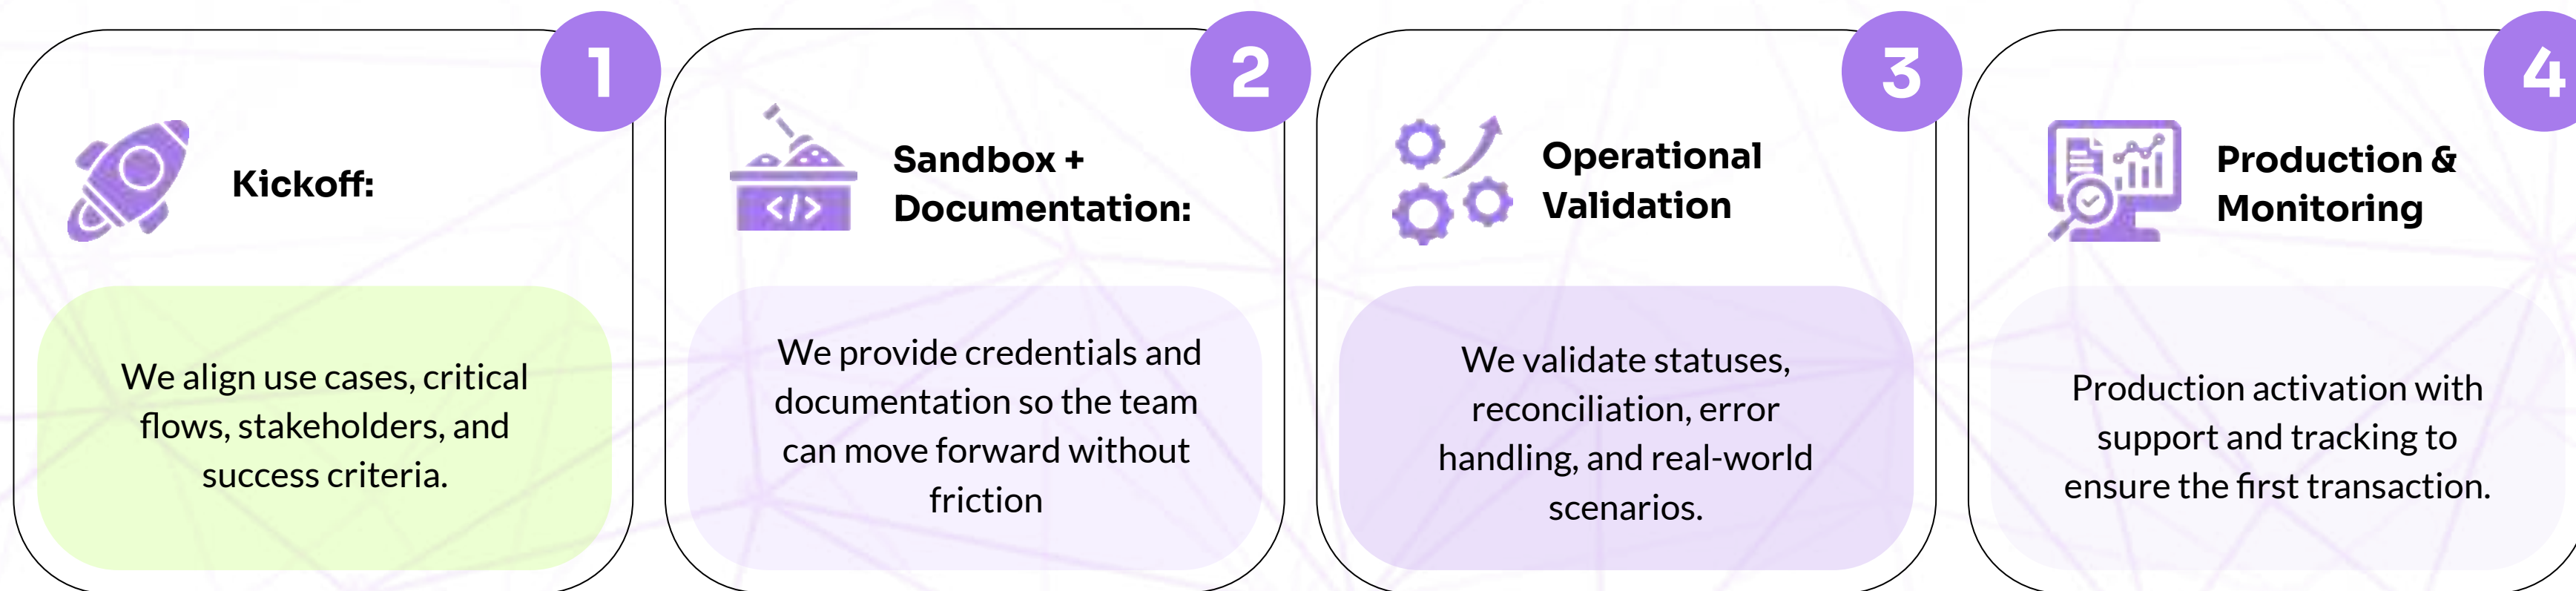 1
Kickoff:
We align use cases, critical
flows, stakeholders, and
success criteria.
2
Sandbox +
Documentation:
</>
We provide credentials and
documentation so the team
can move forward without
friction
3
Operational
Validation
We validate statuses,
reconciliation, error
handling, and real-world
scenarios.
4
Production &
Monitoring
Production activation with
support and tracking to
ensure the first transaction.